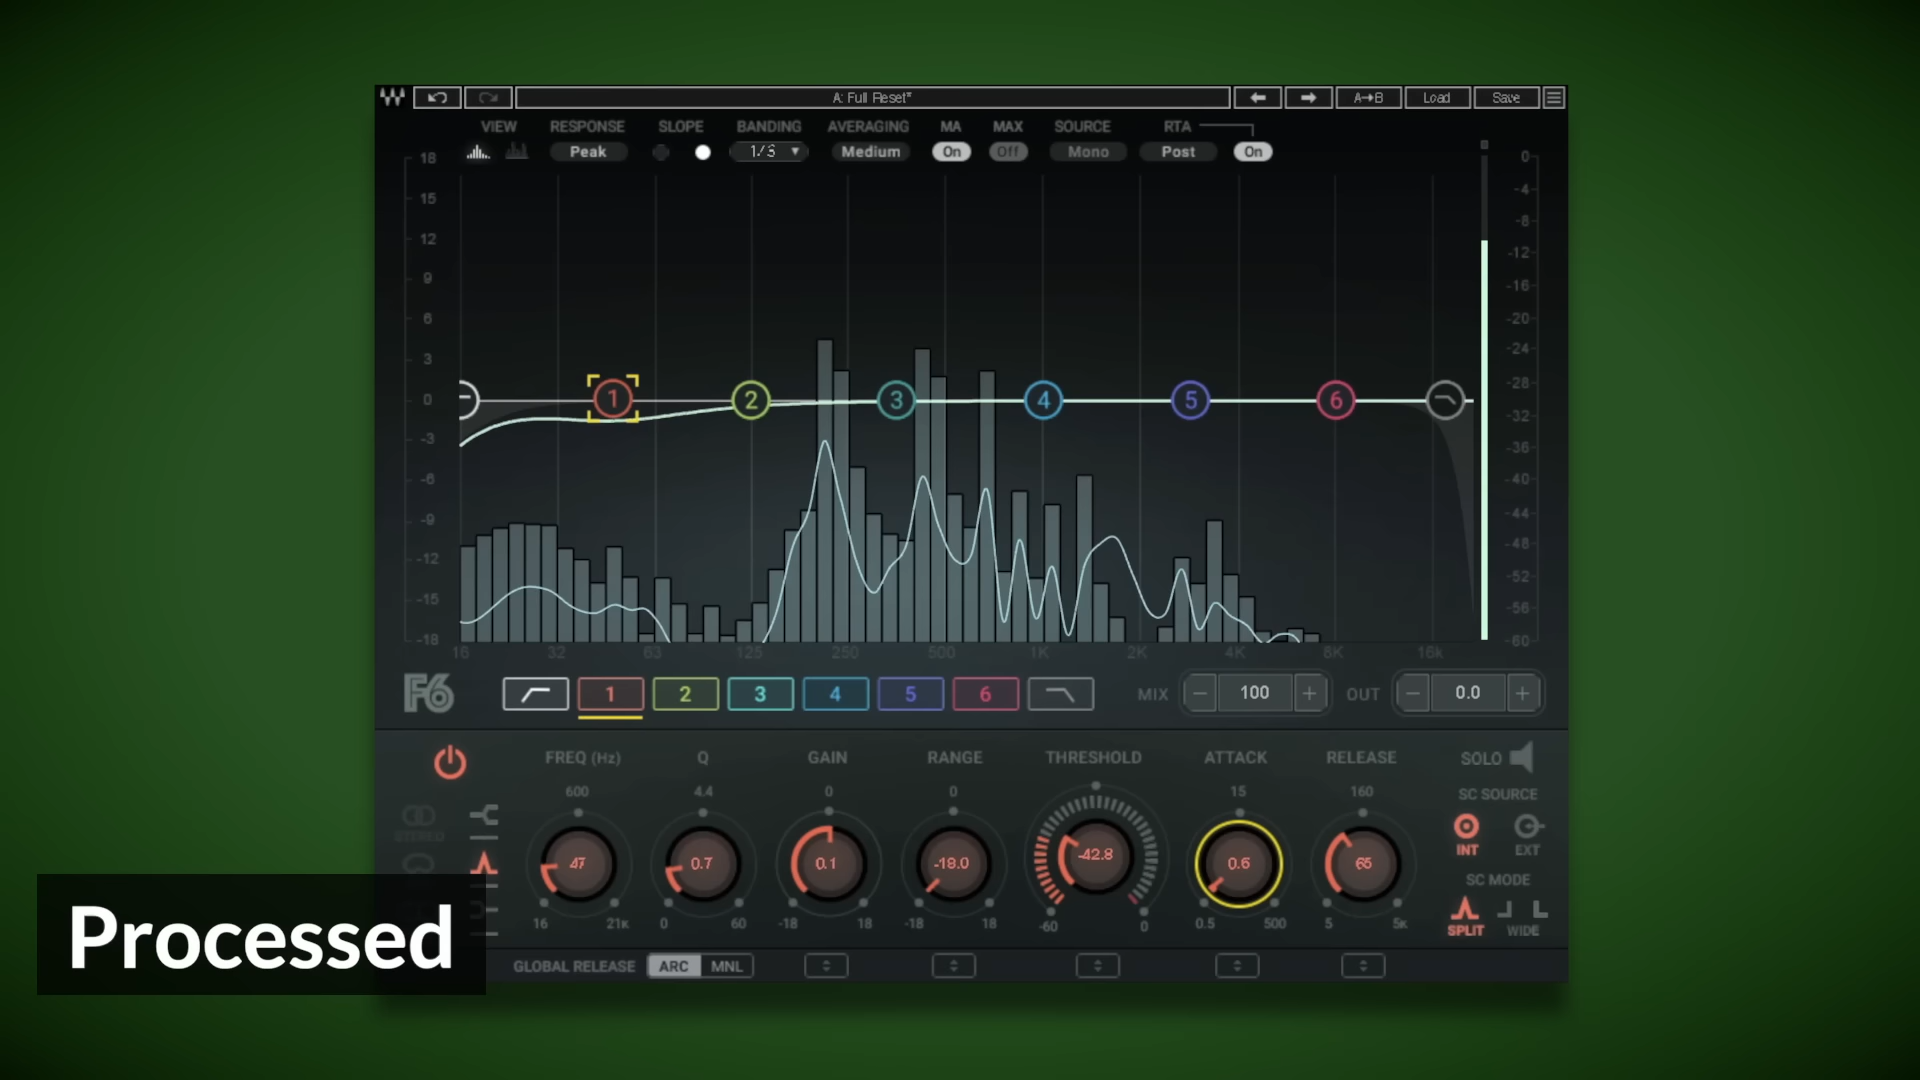 A: Full Reset*
A→B
Load
Save
VIEW RESPONSE SLOPE BANDING AVERAGING MA MAX SOURCE RTA
Peak 1/3 Medium On Off Mono Post On
18
15
12
9
6
3
0
-3
-6
-9
-12
-15
-18
0
-4
-8
-12
-16
-20
-24
-28
-32
-36
-40
-44
-48
-52
-56
-60
1 2 3 4 5 6
16 32 63 125 250 500 1K 2K 4K 8K 16k
F6 1 2 3 4 5 6 MIX − 100 + OUT − 0.0 +
FREQ (Hz) Q GAIN RANGE THRESHOLD ATTACK RELEASE SOLO
600 4.4 0 0 15 160 SC SOURCE
STEREO
47 0.7 0.1 -18.0 -42.8 0.6 65
INT EXT
SC MODE
16 21K 0 60 -18 18 -18 18 -60 0 0.5 500 5 5K
SPLIT WIDE
Processed
GLOBAL RELEASE ARC MNL